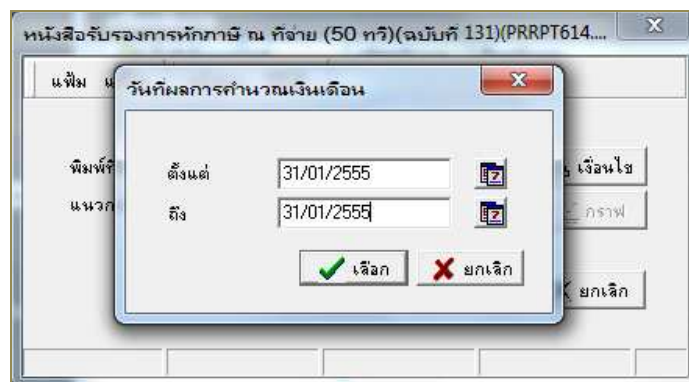 หนังสือรับรองการหักภาษี ณ ที่จ่าย (50 ทวิ)(ฉบับที่ 131)(PRRPT614....
แฟ้ม
วันที่ผลการคำนวณเงินเดือน
พิมพ์ที่
ตั้งแต่ 31/01/2555
เงื่อนไข
แนวก
ถึง 31/01/2555
กราฟ
เลือก ยกเลิก
ยกเลิก